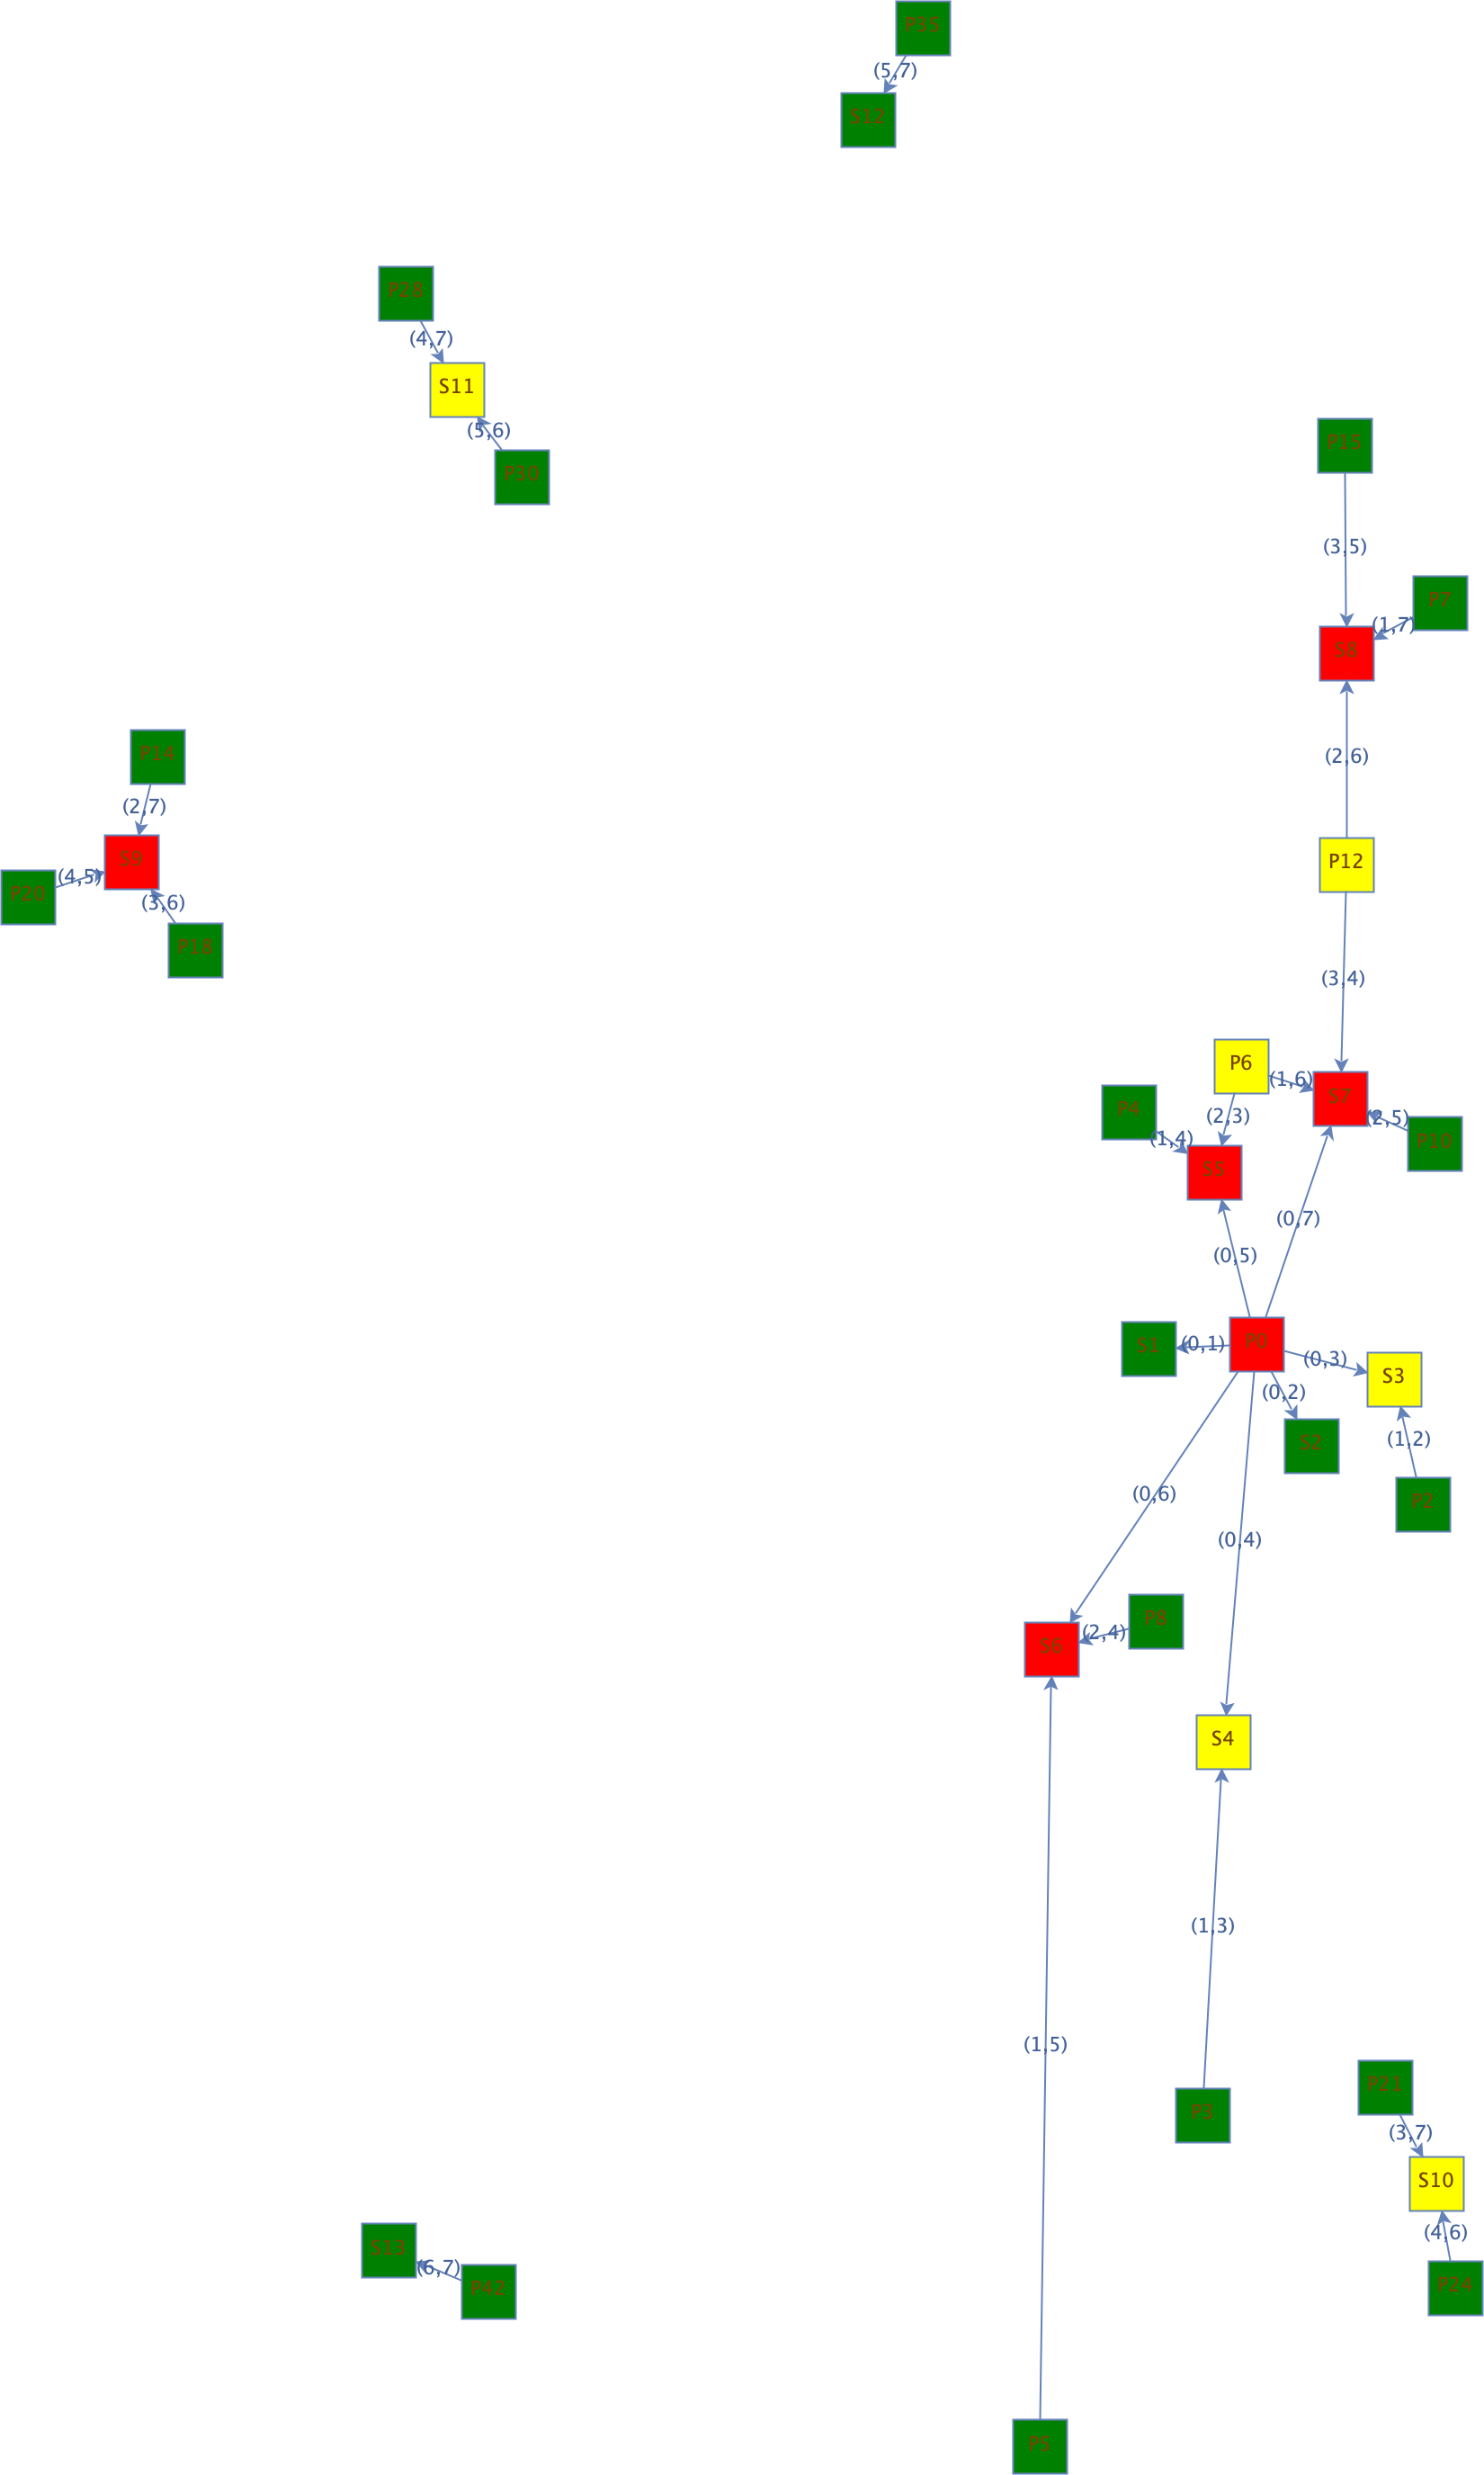 P35
(5,7)
S12
P28
(4,7)
S11
(5,6)
P30
P15
(3,5)
P7
(1,7)
S8
P14
(2,6)
(2,7)
S9
P12
(4,5)
P20
(3,6)
P18
(3,4)
P6
(1,6)
S7
P4
(2,3)
(2,5)
(1,4)
P10
S5
(0,7)
(0,5)
P0
S1
(0,1)
(0,3)
S3
(0,2)
(1,2)
S2
(0,6)
P2
(0,4)
P8
(2,4)
S6
S4
(1,3)
(1,5)
P21
P3
(3,7)
S10
(4,6)
S13
(6,7)
P24
P42
P5